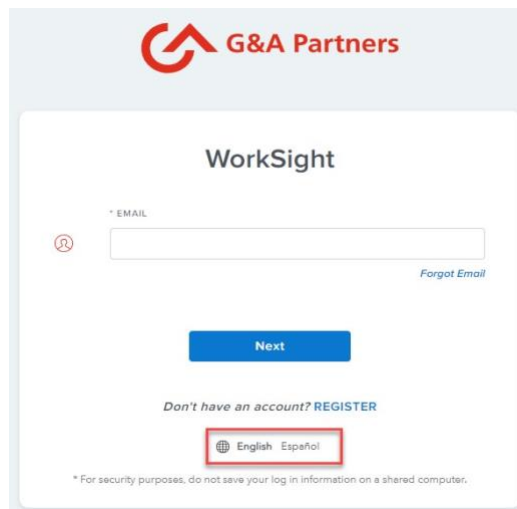 G&A Partners
WorkSight
* EMAIL
Forgot Email
Next
Don't have an account? REGISTER
English Español
* For security purposes, do not save your log in information on a shared computer.